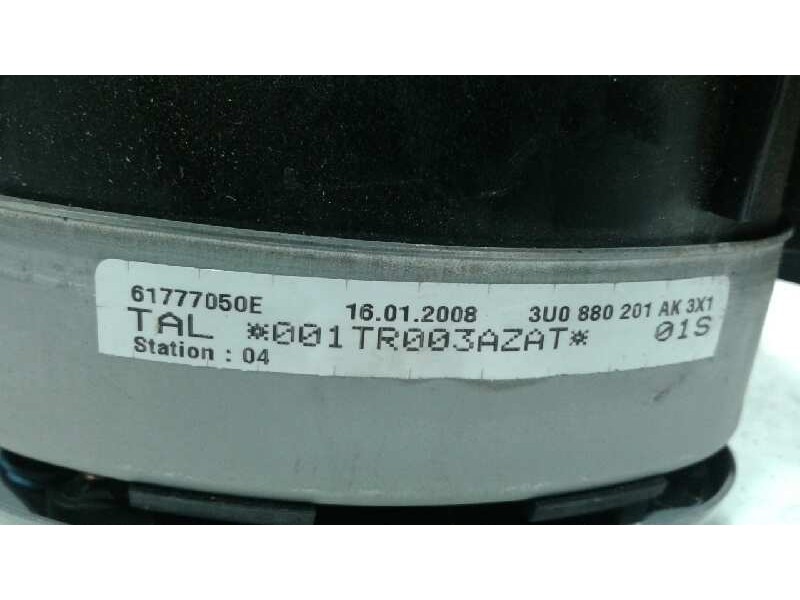 61777050E 16.01.2008 3U0 880 201 AK 3X1
TAL *001TR003AZAT* 01S
Station : 04